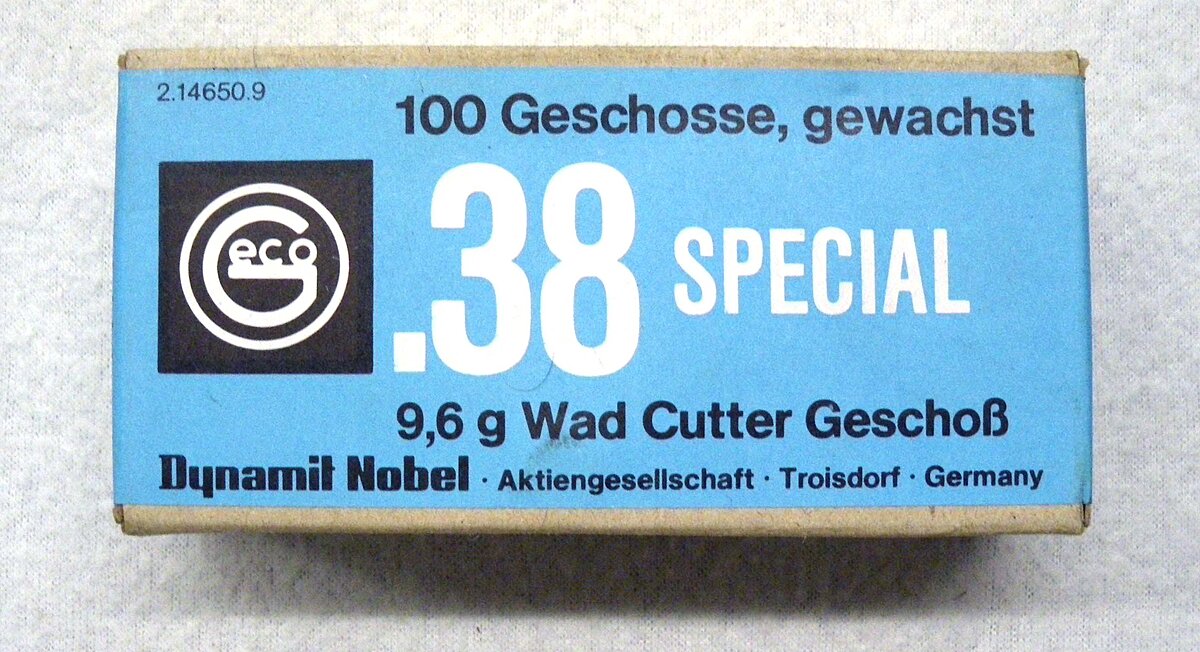 2.14650.9
100 Geschosse, gewachst
Geco
.38 SPECIAL
9,6 g Wad Cutter Geschoß
Dynamit Nobel · Aktiengesellschaft · Troisdorf · Germany